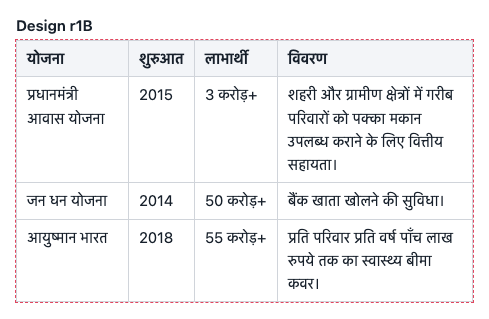 Design r1B
योजना शुरुआत लाभार्थी विवरण
प्रधानमंत्री आवास योजना 2015 3 करोड़+ शहरी और ग्रामीण क्षेत्रों में गरीब
परिवारों को पक्का मकान
उपलब्ध कराने के लिए वित्तीय
सहायता।
जन धन योजना 2014 50 करोड़+ बैंक खाता खोलने की सुविधा।
आयुष्मान भारत 2018 55 करोड़+ प्रति परिवार प्रति वर्ष पाँच लाख
रुपये तक का स्वास्थ्य बीमा
कवर।